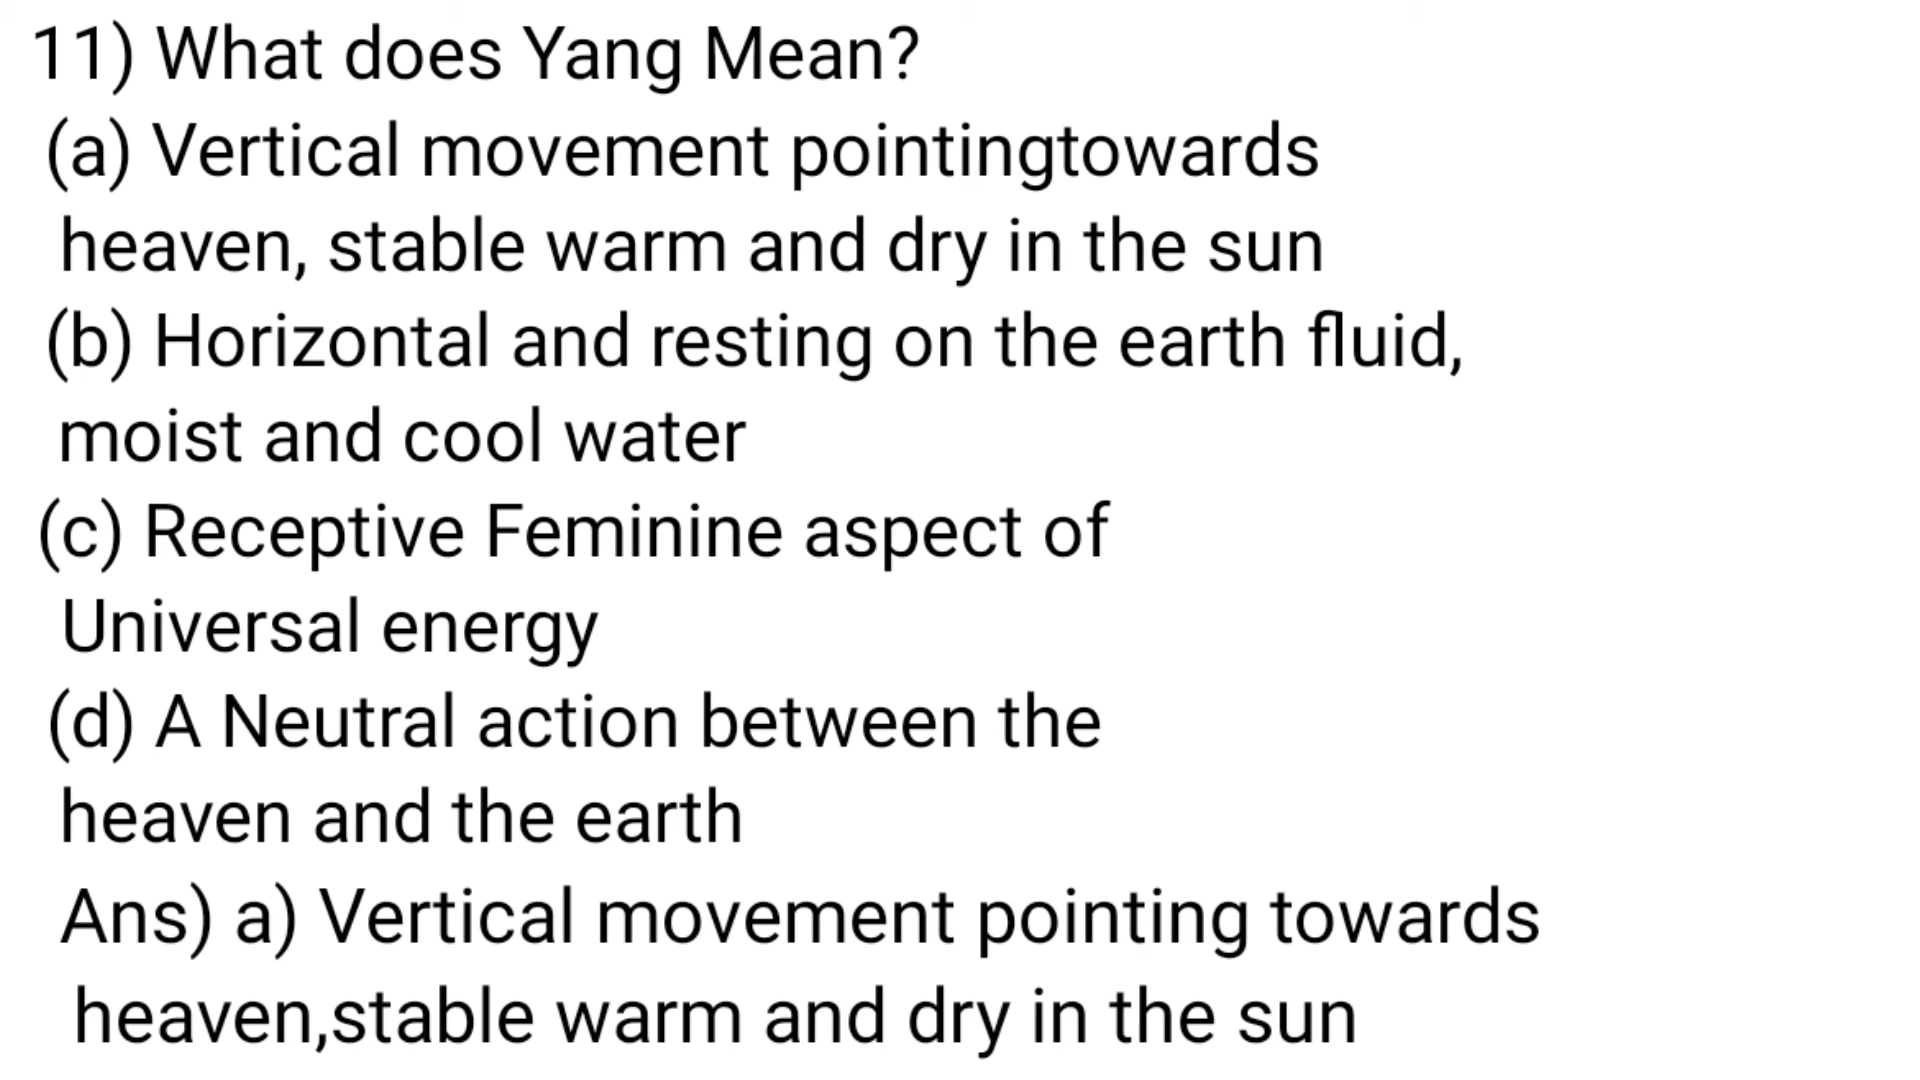 11) What does Yang Mean?
(a) Vertical movement pointingtowards
heaven, stable warm and dry in the sun
(b) Horizontal and resting on the earth fluid,
moist and cool water
(c) Receptive Feminine aspect of
Universal energy
(d) A Neutral action between the
heaven and the earth
Ans) a) Vertical movement pointing towards
heaven,stable warm and dry in the sun